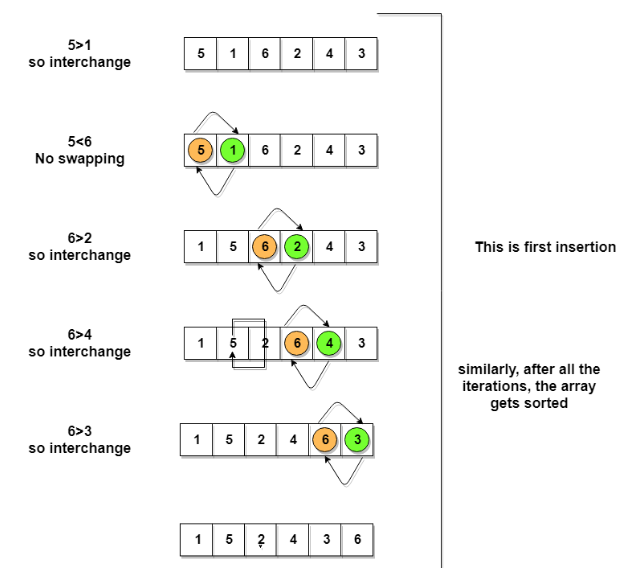 5>1
so interchange
5 1 6 2 4 3
5<6
No swapping
5 1 6 2 4 3
6>2
so interchange
1 5 6 2 4 3
This is first insertion
6>4
so interchange
1 5 2 6 4 3
similarly, after all the
iterations, the array
gets sorted
6>3
so interchange
1 5 2 4 6 3
1 5 2 4 3 6